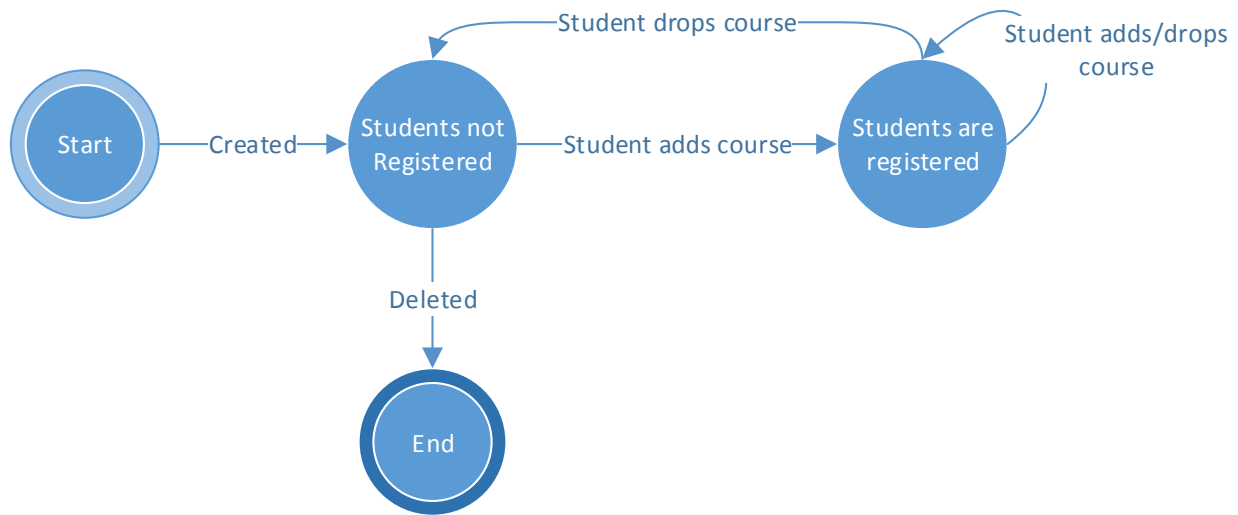 Student drops course
Student adds/drops
course
Start
Created
Students not
Registered
Student adds course
Students are
registered
Deleted
End